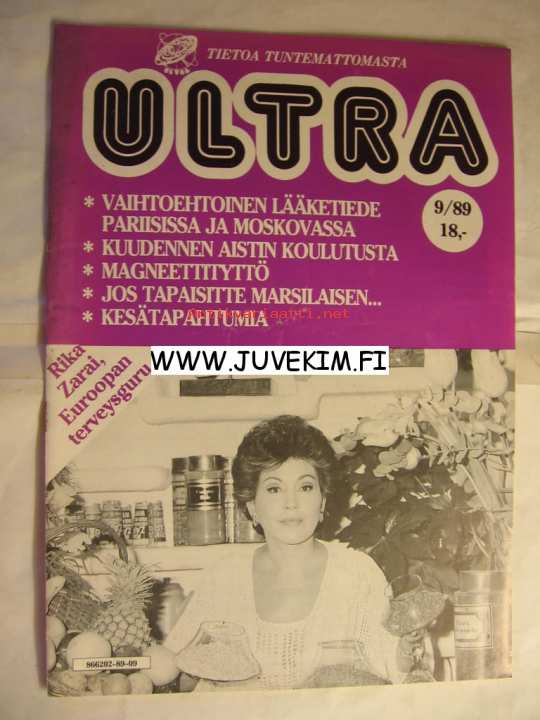 TIETOA TUNTEMATTOMASTA
ULTRA
* VAIHTOEHTOINEN LÄÄKETIEDE
PARIISISSA JA MOSKOVASSA
* KUUDENNEN AISTIN KOULUTUSTA
* MAGNEETTITYTTÖ
* JOS TAPAISITTE MARSILAISEN...
* KESÄTAPAHTUMIA
9/89
18,-
WWW.JUVEKIM.FI
Rika
Zarai,
Euroopan
terveysguru
866202-89-09